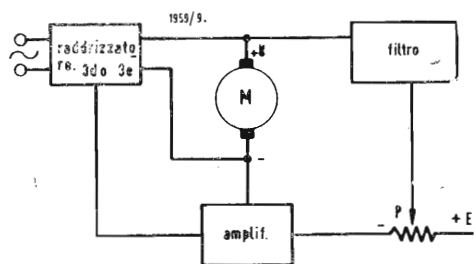 1959/9.
raddrizzato
re. 3do 3e
+
filtro
M
-
amplif.
- P + E